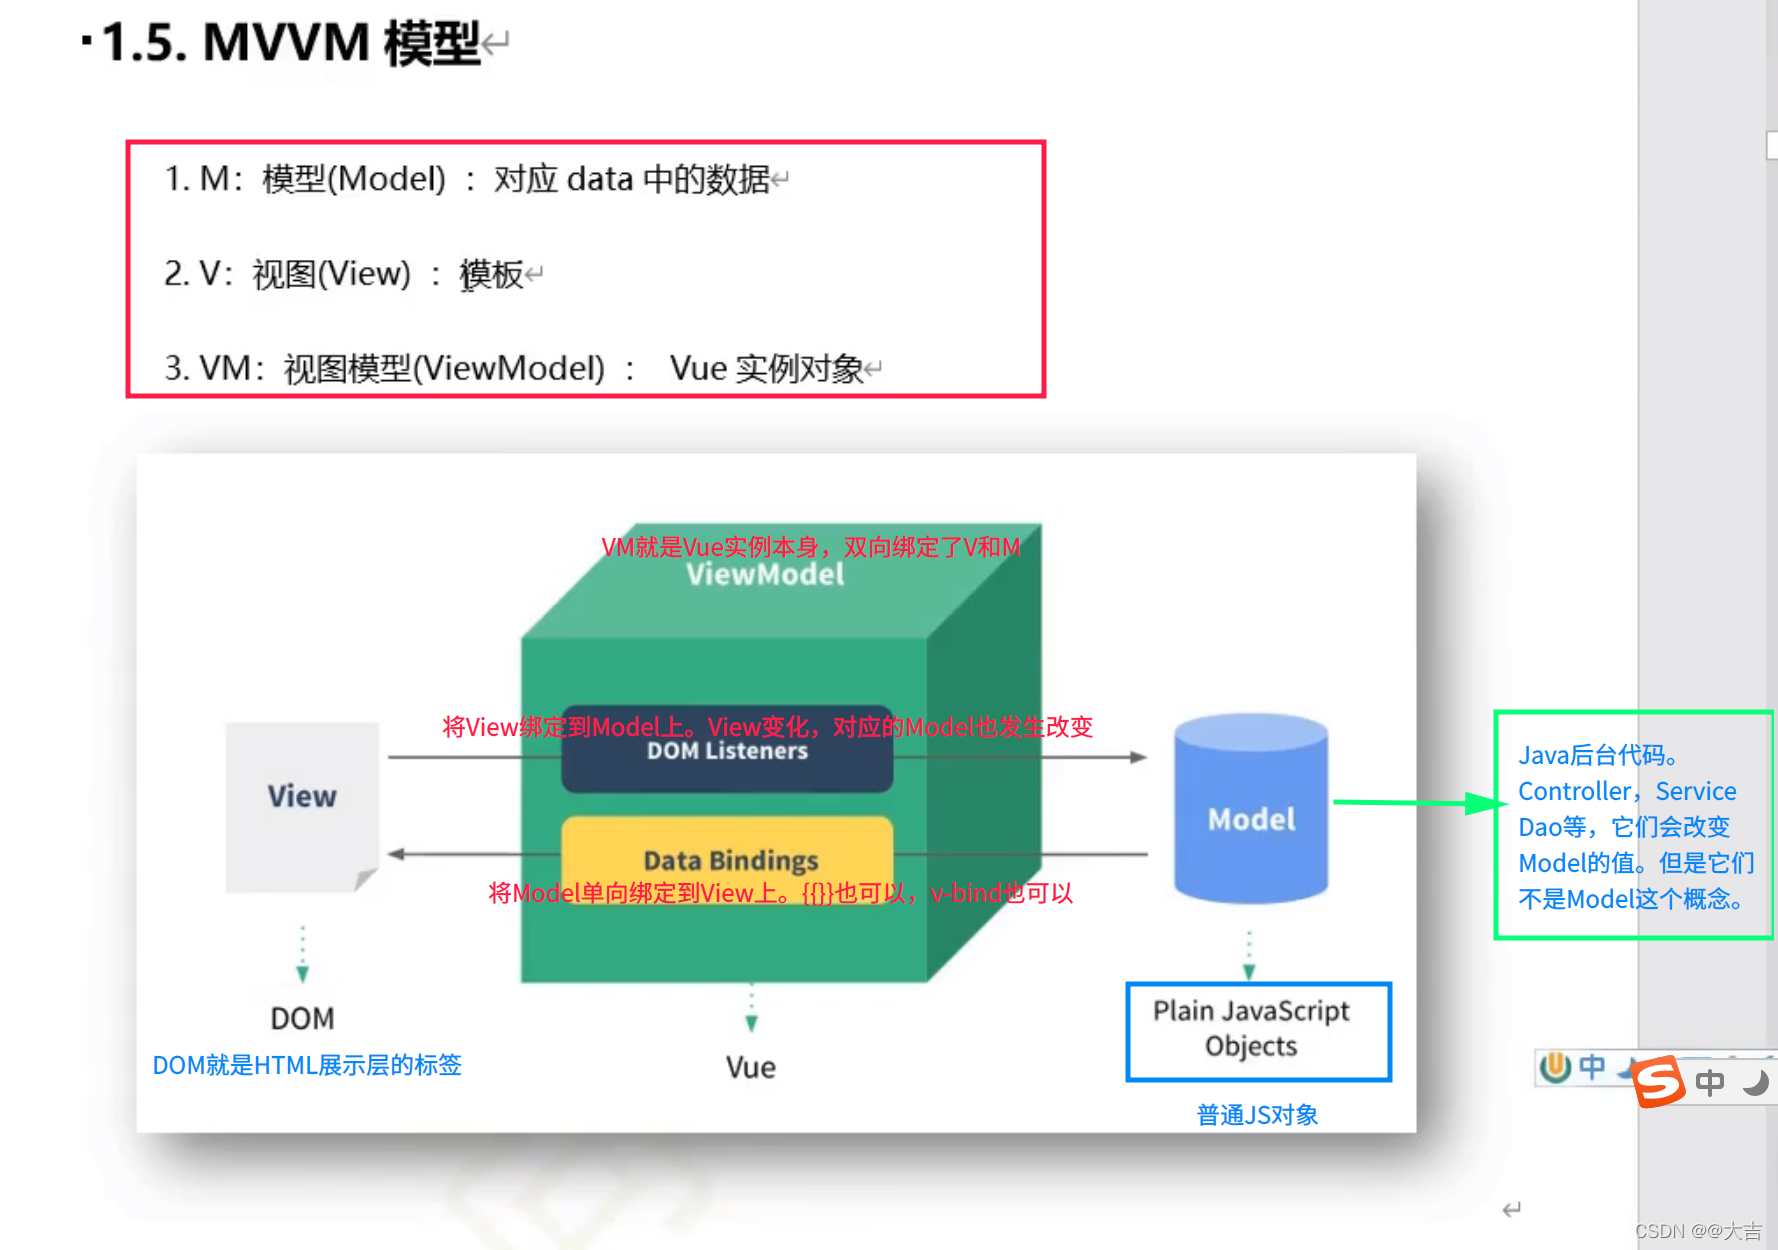 1.5. MVVM 模型
1. M：模型(Model) ：对应 data 中的数据
2. V：视图(View) ：模板
3. VM：视图模型(ViewModel) ： Vue 实例对象
VM就是Vue实例本身，双向绑定了V和M
ViewModel
将View绑定到Model上。View变化，对应的Model也发生改变
DOM Listeners
View
Model
Data Bindings
将Model单向绑定到View上。{{}}也可以，v-bind也可以
Java后台代码。
Controller，Service
Dao等，它们会改变
Model的值。但是它们
不是Model这个概念。
DOM
DOM就是HTML展示层的标签
Vue
Plain JavaScript
Objects
普通JS对象
中
中
CSDN @@大吉